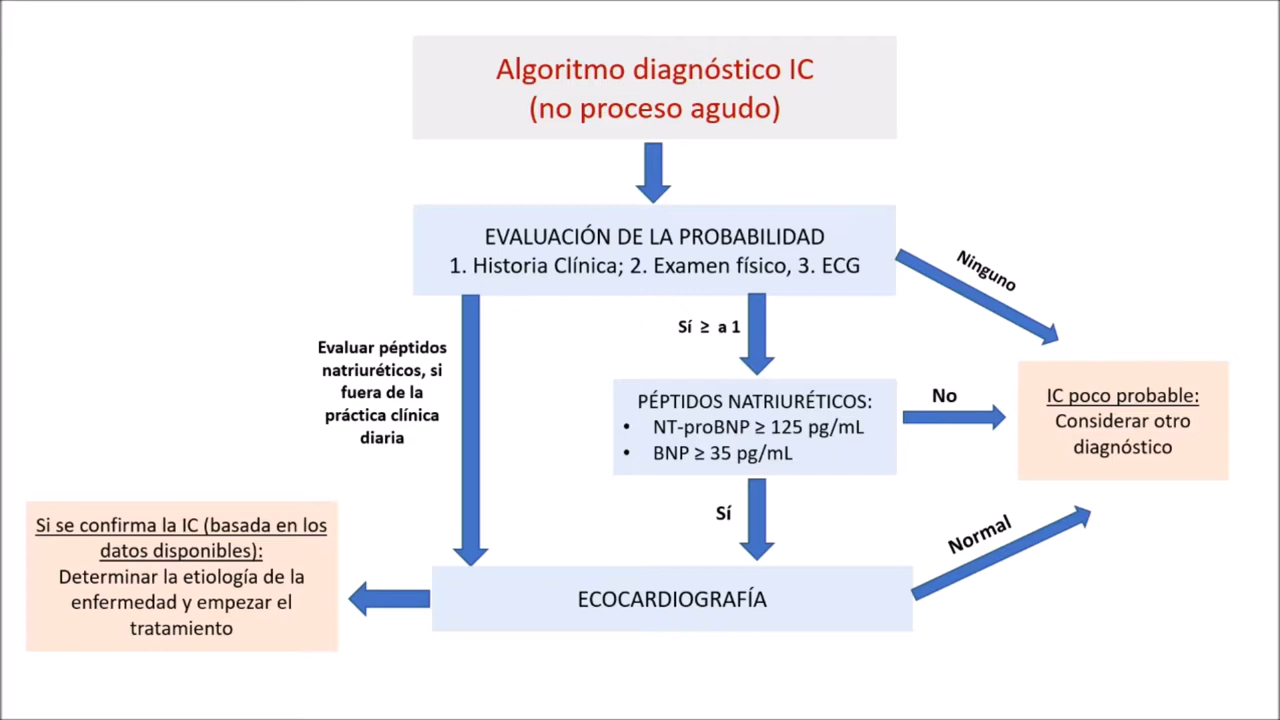 Algoritmo diagnóstico IC
(no proceso agudo)
EVALUACIÓN DE LA PROBABILIDAD
1. Historia Clínica; 2. Examen físico, 3. ECG
Ninguno
Sí ≥ a 1
Evaluar péptidos
natriuréticos, si
fuera de la
práctica clínica
diaria
PÉPTIDOS NATRIURÉTICOS:
• NT-proBNP ≥ 125 pg/mL
• BNP ≥ 35 pg/mL
No
IC poco probable:
Considerar otro
diagnóstico
Sí
Normal
Si se confirma la IC (basada en los
datos disponibles):
Determinar la etiología de la
enfermedad y empezar el
tratamiento
ECOCARDIOGRAFÍA